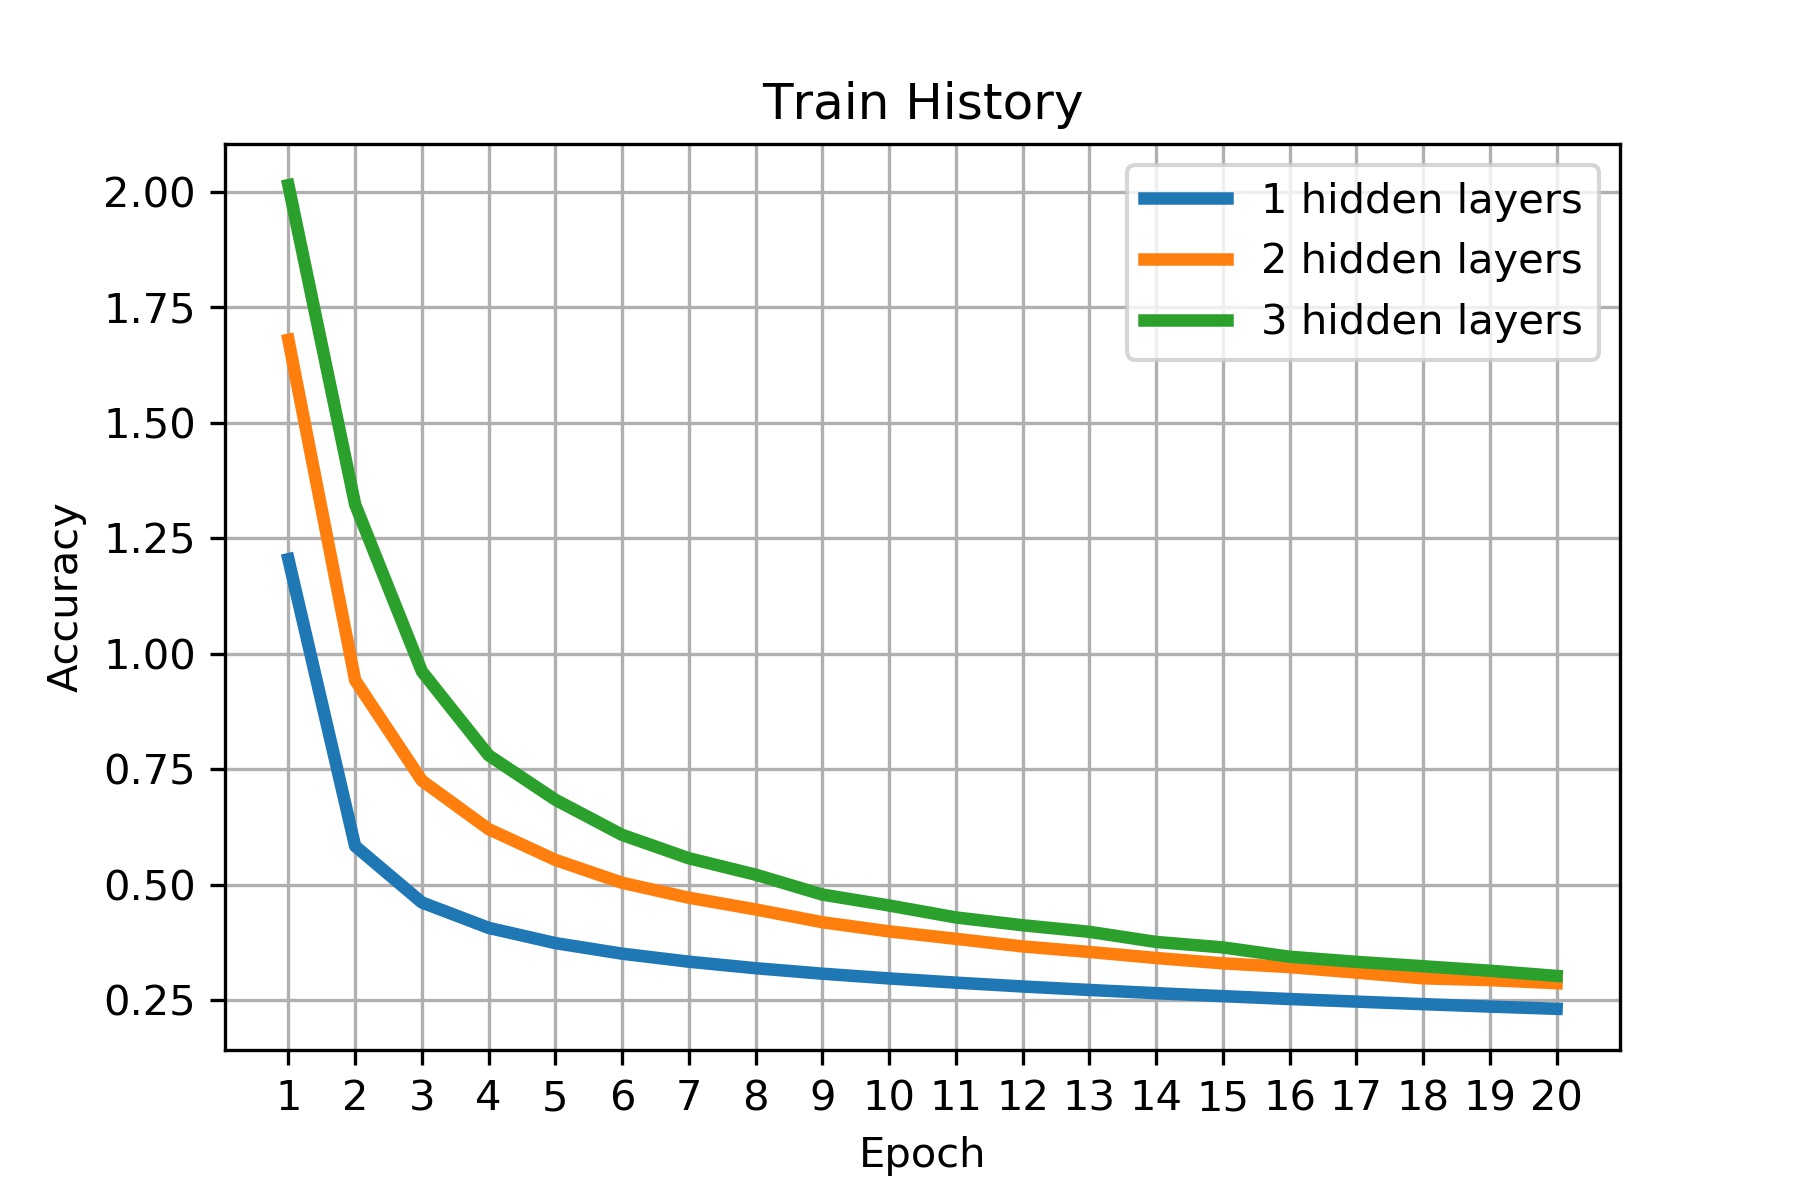 Train History
1 hidden layers
2 hidden layers
3 hidden layers
2.00
1.75
1.50
1.25
1.00
0.75
0.50
0.25
Accuracy
1 2 3 4 5 6 7 8 9 10 11 12 13 14 15 16 17 18 19 20
Epoch